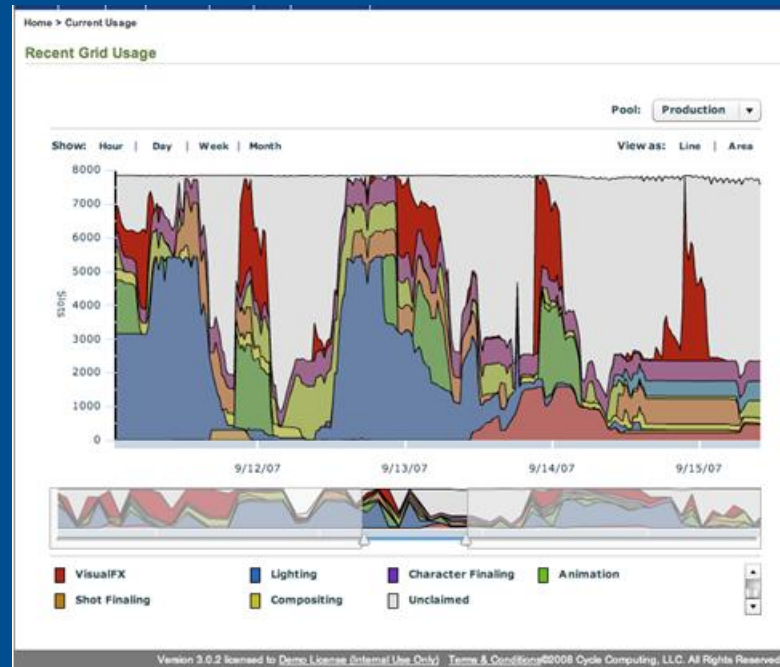 Home > Current Usage
Recent Grid Usage
Pool: Production
Show: Hour | Day | Week | Month View as: Line | Area
8000
7000
6000
5000
4000
3000
2000
1000
0
Slots
9/12/07 9/13/07 9/14/07 9/15/07
VisualFX Lighting Character Finaling Animation
Shot Finaling Compositing Unclaimed
Version 3.0.2 licensed to Demo License (Internal Use Only) Terms & Conditions©2008 Cycle Computing, LLC. All Rights Reserved